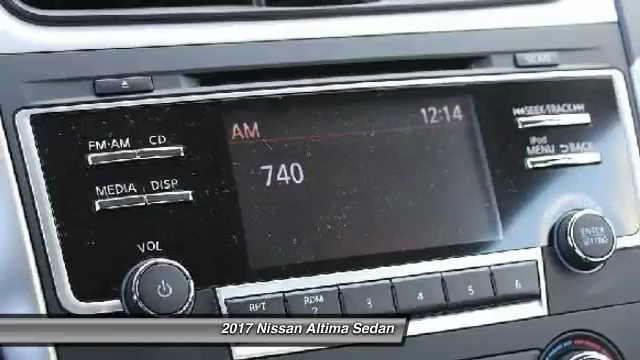 SCAN
FM·AM CD
AM 12:14
SEEK·TRACK
iPod
MENU BACK
740
MEDIA DISP
VOL
ENTER
SETTING
RPT RDM
2 3 4 5 6
2017 Nissan Altima Sedan